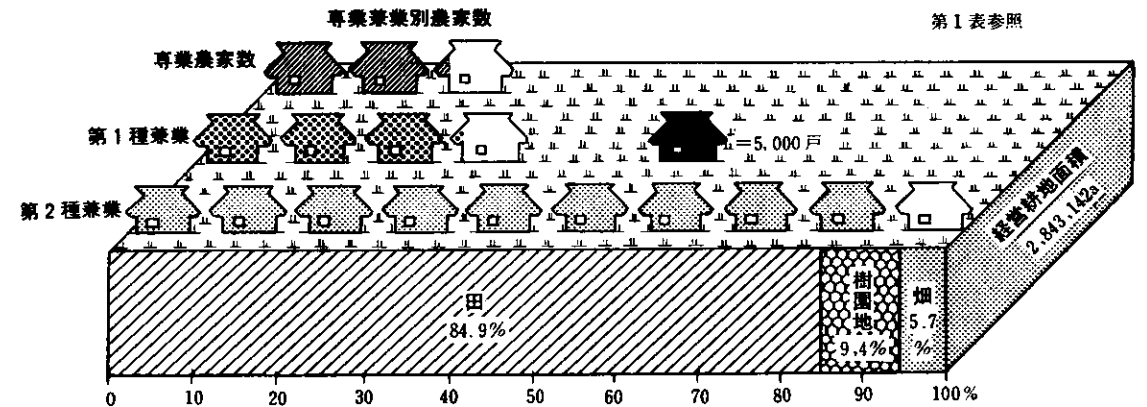 専業兼業別農家数
第1表参照
専業農家数
第1種兼業
=5,000戸
第2種兼業
経営耕地面積
2,843,142a
田
84.9%
樹園地
9.4%
畑
5.7
%
0 10 20 30 40 50 60 70 80 90 100%